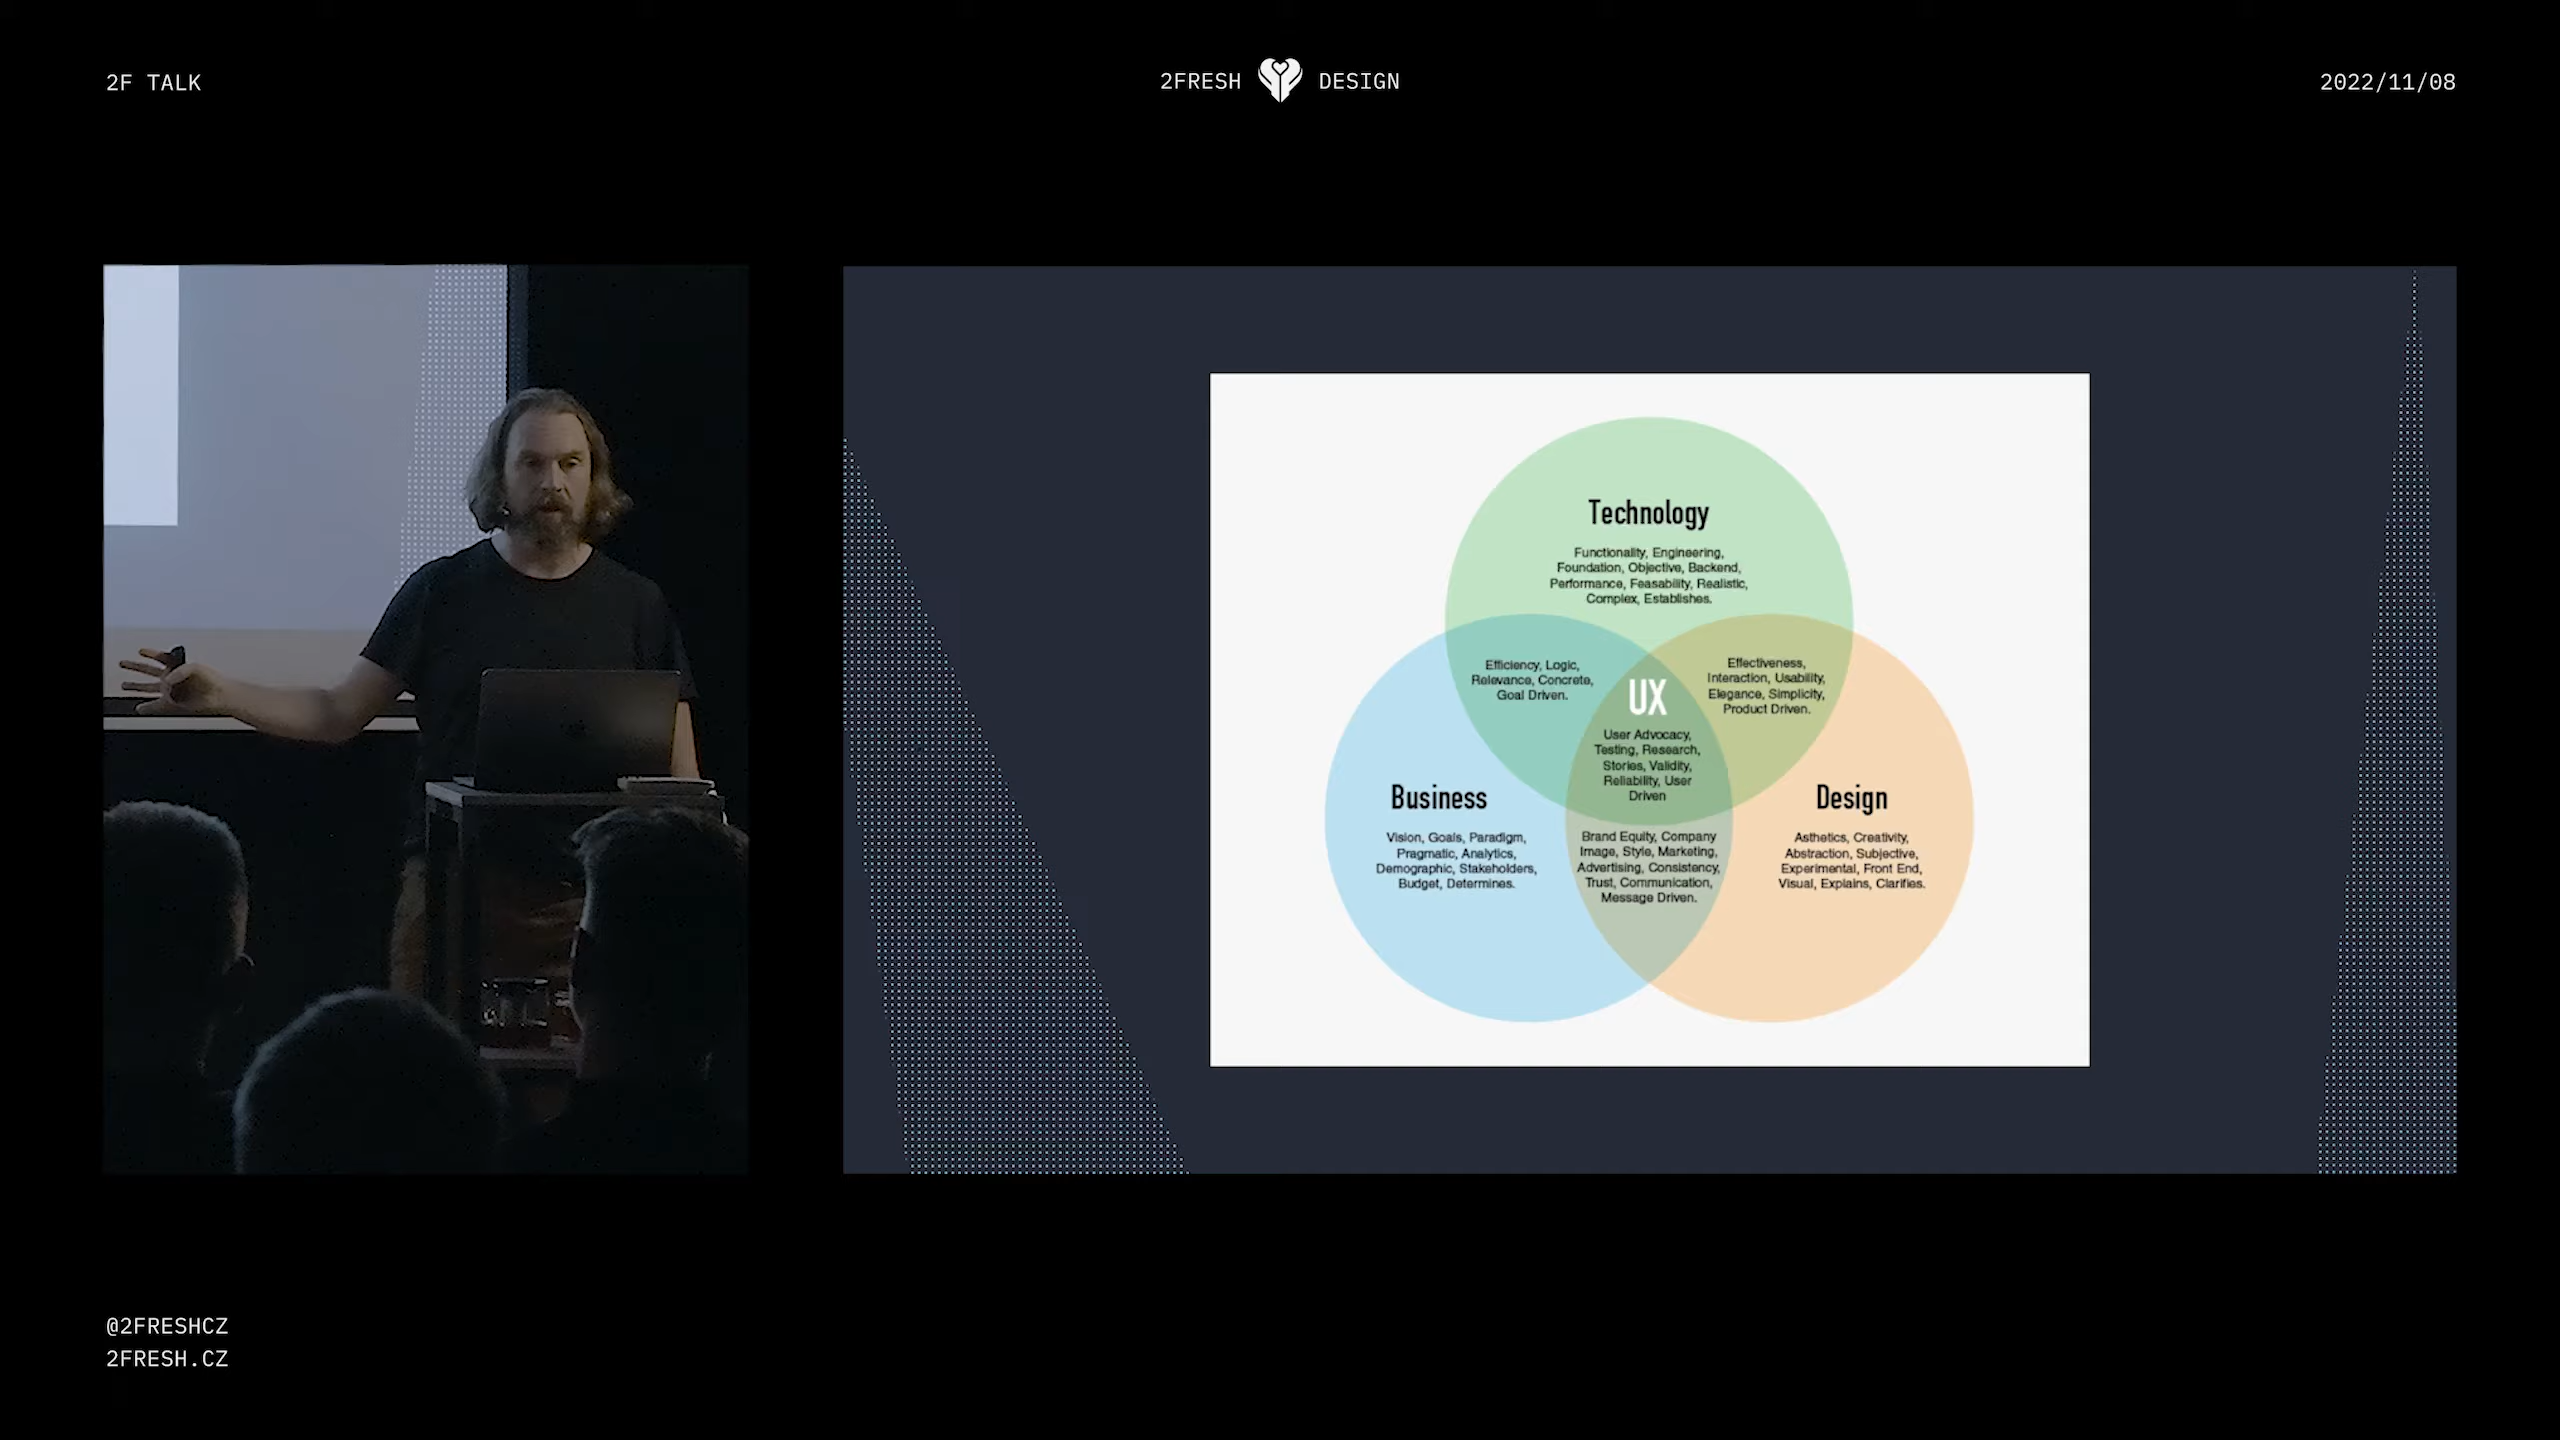 2F TALK
2FRESH DESIGN
2022/11/08
Technology
Functionality, Engineering,
Foundation, Objective, Backend,
Performance, Feasability, Realistic,
Complex, Establishes.
Efficiency, Logic,
Relevance, Concrete,
Goal Driven.
Effectiveness,
Interaction, Usability,
Elegance, Simplicity,
Product Driven.
UX
User Advocacy,
Testing, Research,
Stories, Validity,
Reliability, User
Driven
Business
Vision, Goals, Paradigm,
Pragmatic, Analytics,
Demographic, Stakeholders,
Budget, Determines.
Brand Equity, Company
Image, Style, Marketing,
Advertising, Consistency,
Trust, Communication,
Message Driven.
Design
Asthetics, Creativity,
Abstraction, Subjective,
Experimental, Front End,
Visual, Explains, Clarifies.
@2FRESHCZ
2FRESH.CZ